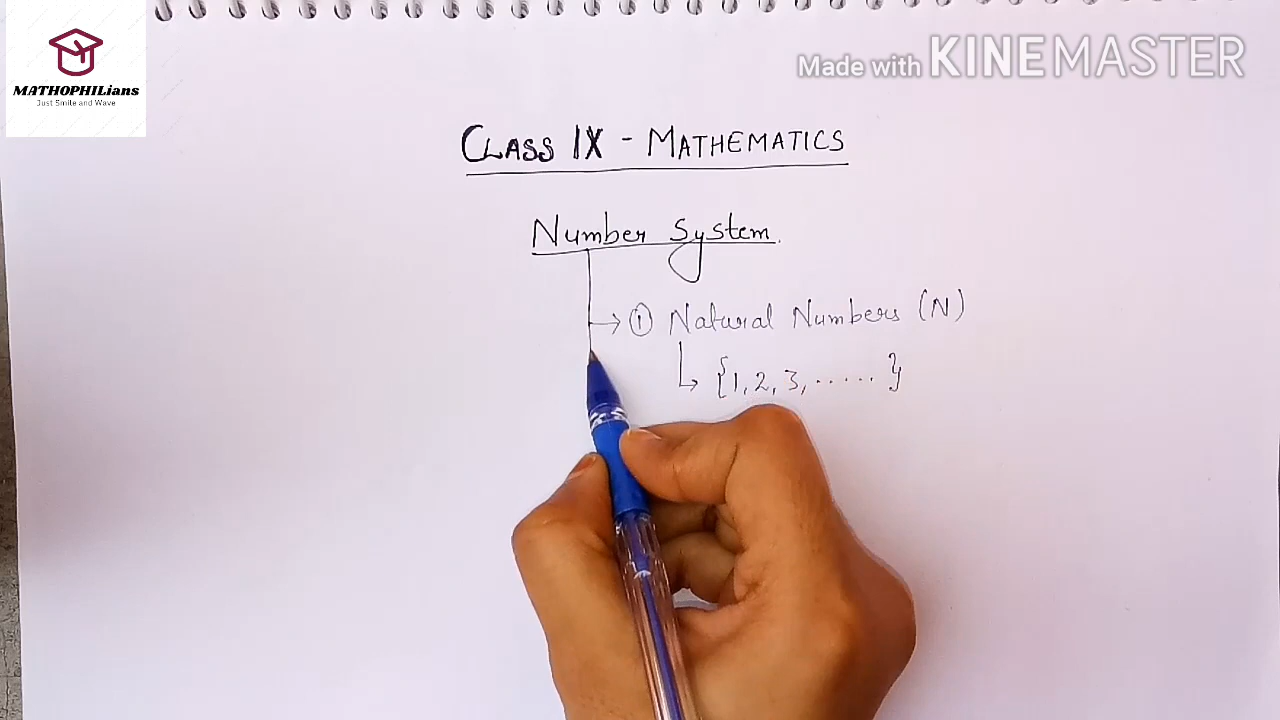 MATHOPHILians
Just Smile and Wave
Made with KINEMASTER
CLASS IX - MATHEMATICS
Number System.
→ ① Natural Numbers (N)
↳ {1, 2, 3, ...... }